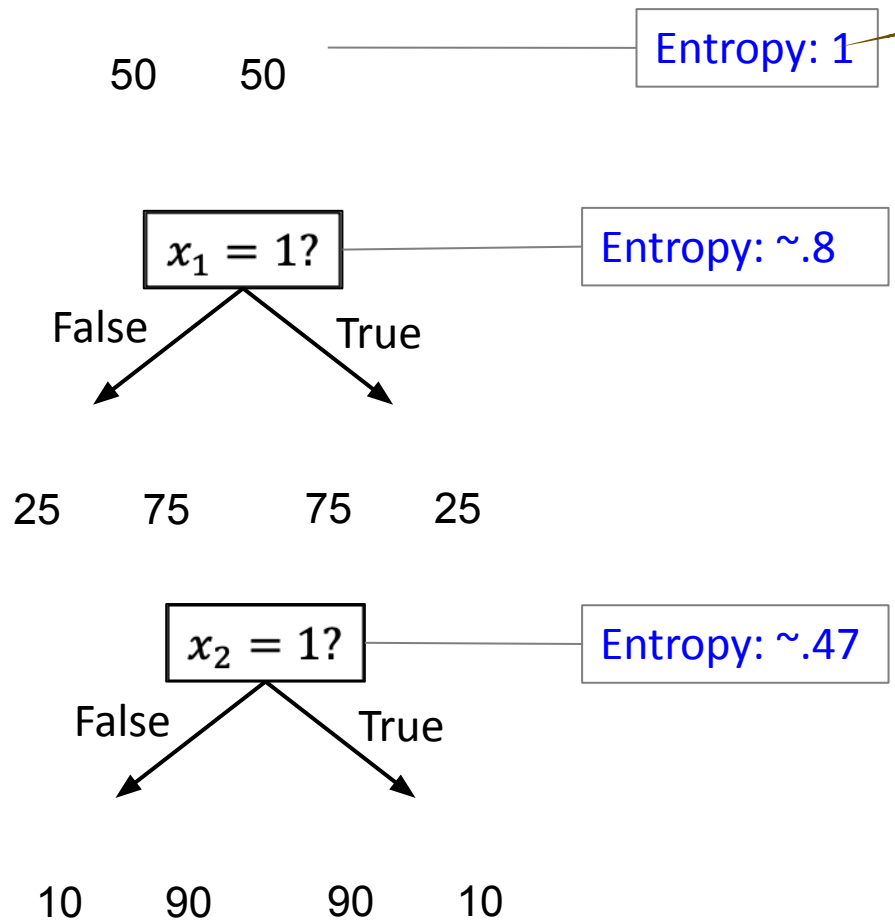 50 50 Entropy: 1
x₁ = 1? Entropy: ~.8
False True
25 75 75 25
x₂ = 1? Entropy: ~.47
False True
10 90 90 10